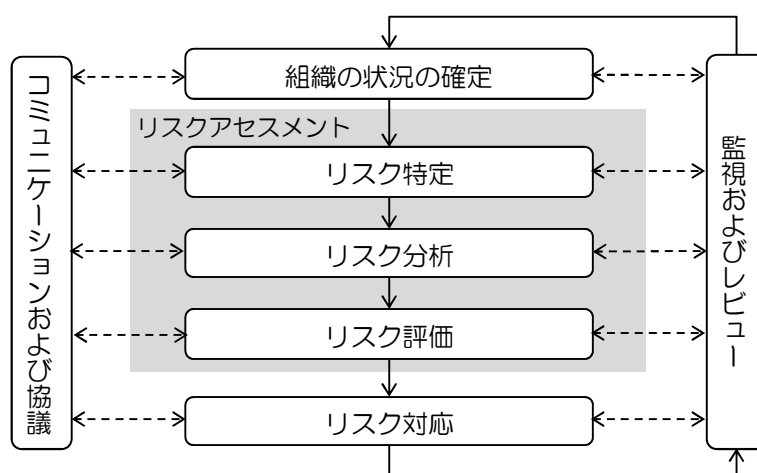 組織の状況の確定
リスクアセスメント
リスク特定
リスク分析
リスク評価
リスク対応
コミュニケーションおよび協議
監視およびレビュー